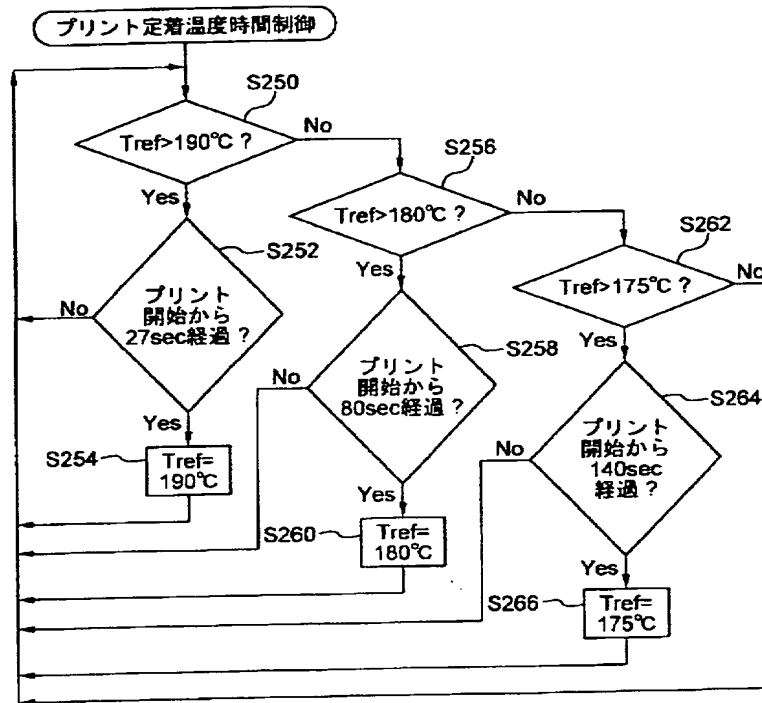 プリント定着温度時間制御
S250
Tref>190℃?
No
Yes
S256
Tref>180℃?
No
Yes
S262
Tref>175℃?
No
Yes
S252
プリント
開始から
27sec経過?
No
Yes
S258
プリント
開始から
80sec経過?
No
Yes
S264
プリント
開始から
140sec
経過?
No
Yes
S254
Tref=
190℃
S260
Tref=
180℃
S266
Tref=
175℃